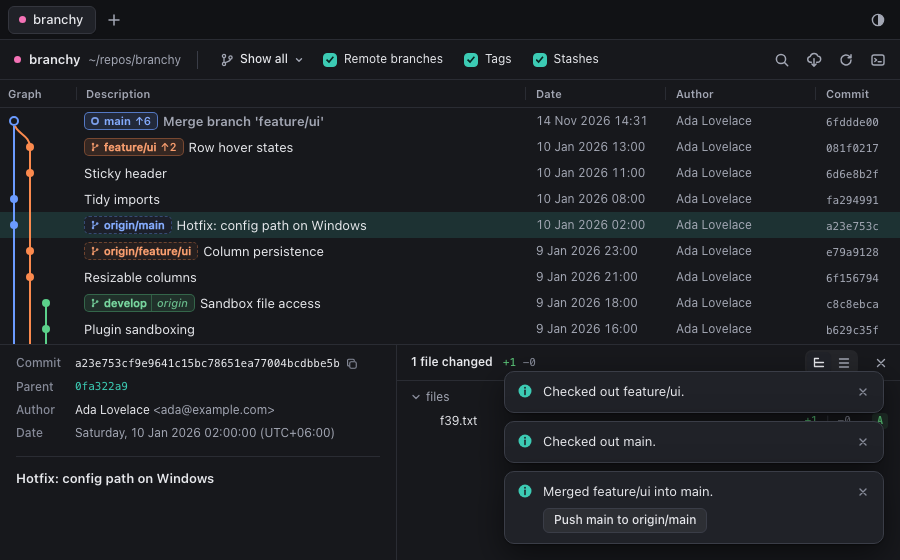 branchy
branchy ~/repos/branchy Show all Remote branches Tags Stashes
Graph Description Date Author Commit
main ↑6 Merge branch 'feature/ui' 14 Nov 2026 14:31 Ada Lovelace 6fddde00
feature/ui ↑2 Row hover states 10 Jan 2026 13:00 Ada Lovelace 081f0217
Sticky header 10 Jan 2026 11:00 Ada Lovelace 6d6e8b2f
Tidy imports 10 Jan 2026 08:00 Ada Lovelace fa294991
origin/main Hotfix: config path on Windows 10 Jan 2026 02:00 Ada Lovelace a23e753c
origin/feature/ui Column persistence 9 Jan 2026 23:00 Ada Lovelace e79a9128
Resizable columns 9 Jan 2026 21:00 Ada Lovelace 6f156794
develop origin Sandbox file access 9 Jan 2026 18:00 Ada Lovelace c8c8ebca
Plugin sandboxing 9 Jan 2026 16:00 Ada Lovelace b629c35f
Commit a23e753cf9e9641c15bc78651ea77004bcdbbe5b
Parent 0fa322a9
Author Ada Lovelace <ada@example.com>
Date Saturday, 10 Jan 2026 02:00:00 (UTC+06:00)
Hotfix: config path on Windows
1 file changed +1 −0
files
f39.txt +1 −0 A
Checked out feature/ui.
Checked out main.
Merged feature/ui into main.
Push main to origin/main